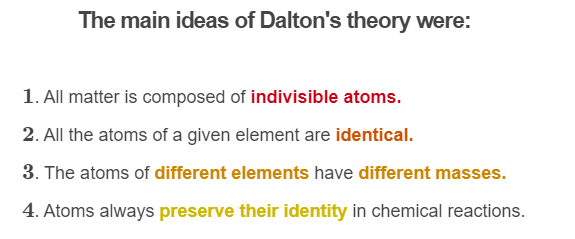 The main ideas of Dalton's theory were:
1. All matter is composed of indivisible atoms.
2. All the atoms of a given element are identical.
3. The atoms of different elements have different masses.
4. Atoms always preserve their identity in chemical reactions.